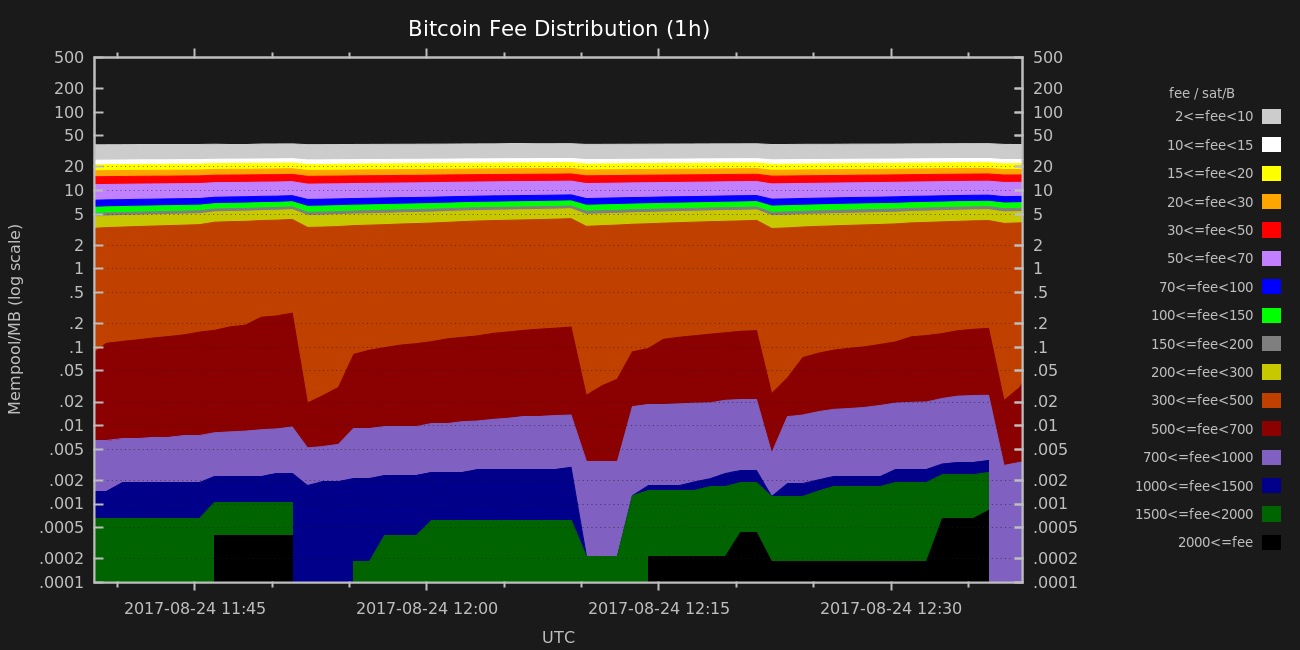 Bitcoin Fee Distribution (1h)
500 500
200 200
100 100
50 50
20 20
10 10
5 5
2 2
1 1
.5 .5
.2 .2
.1 .1
.05 .05
.02 .02
.01 .01
.005 .005
.002 .002
.001 .001
.0005 .0005
.0002 .0002
.0001 .0001
Mempool/MB (log scale)
2017-08-24 11:45 2017-08-24 12:00 2017-08-24 12:15 2017-08-24 12:30
UTC
fee / sat/B
2<=fee<10
10<=fee<15
15<=fee<20
20<=fee<30
30<=fee<50
50<=fee<70
70<=fee<100
100<=fee<150
150<=fee<200
200<=fee<300
300<=fee<500
500<=fee<700
700<=fee<1000
1000<=fee<1500
1500<=fee<2000
2000<=fee